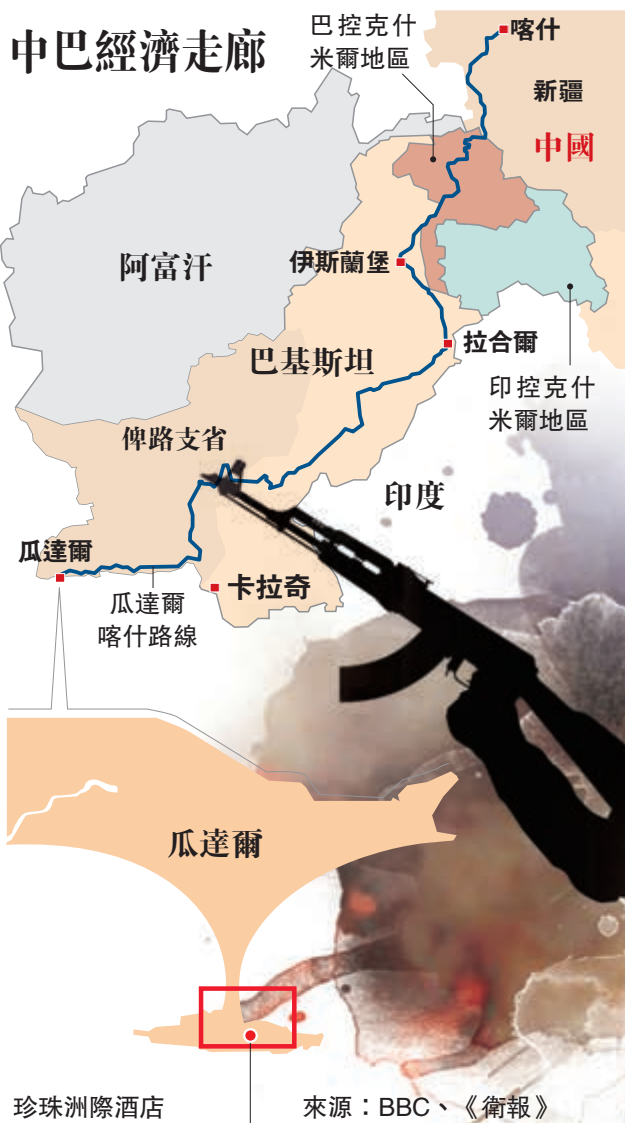 中巴經濟走廊
巴控克什
米爾地區
喀什
新疆
中國
阿富汗
伊斯蘭堡
巴基斯坦
拉合爾
印控克什
米爾地區
俾路支省
印度
瓜達爾
卡拉奇
瓜達爾
喀什路線
瓜達爾
珍珠洲際酒店
來源：BBC、《衛報》